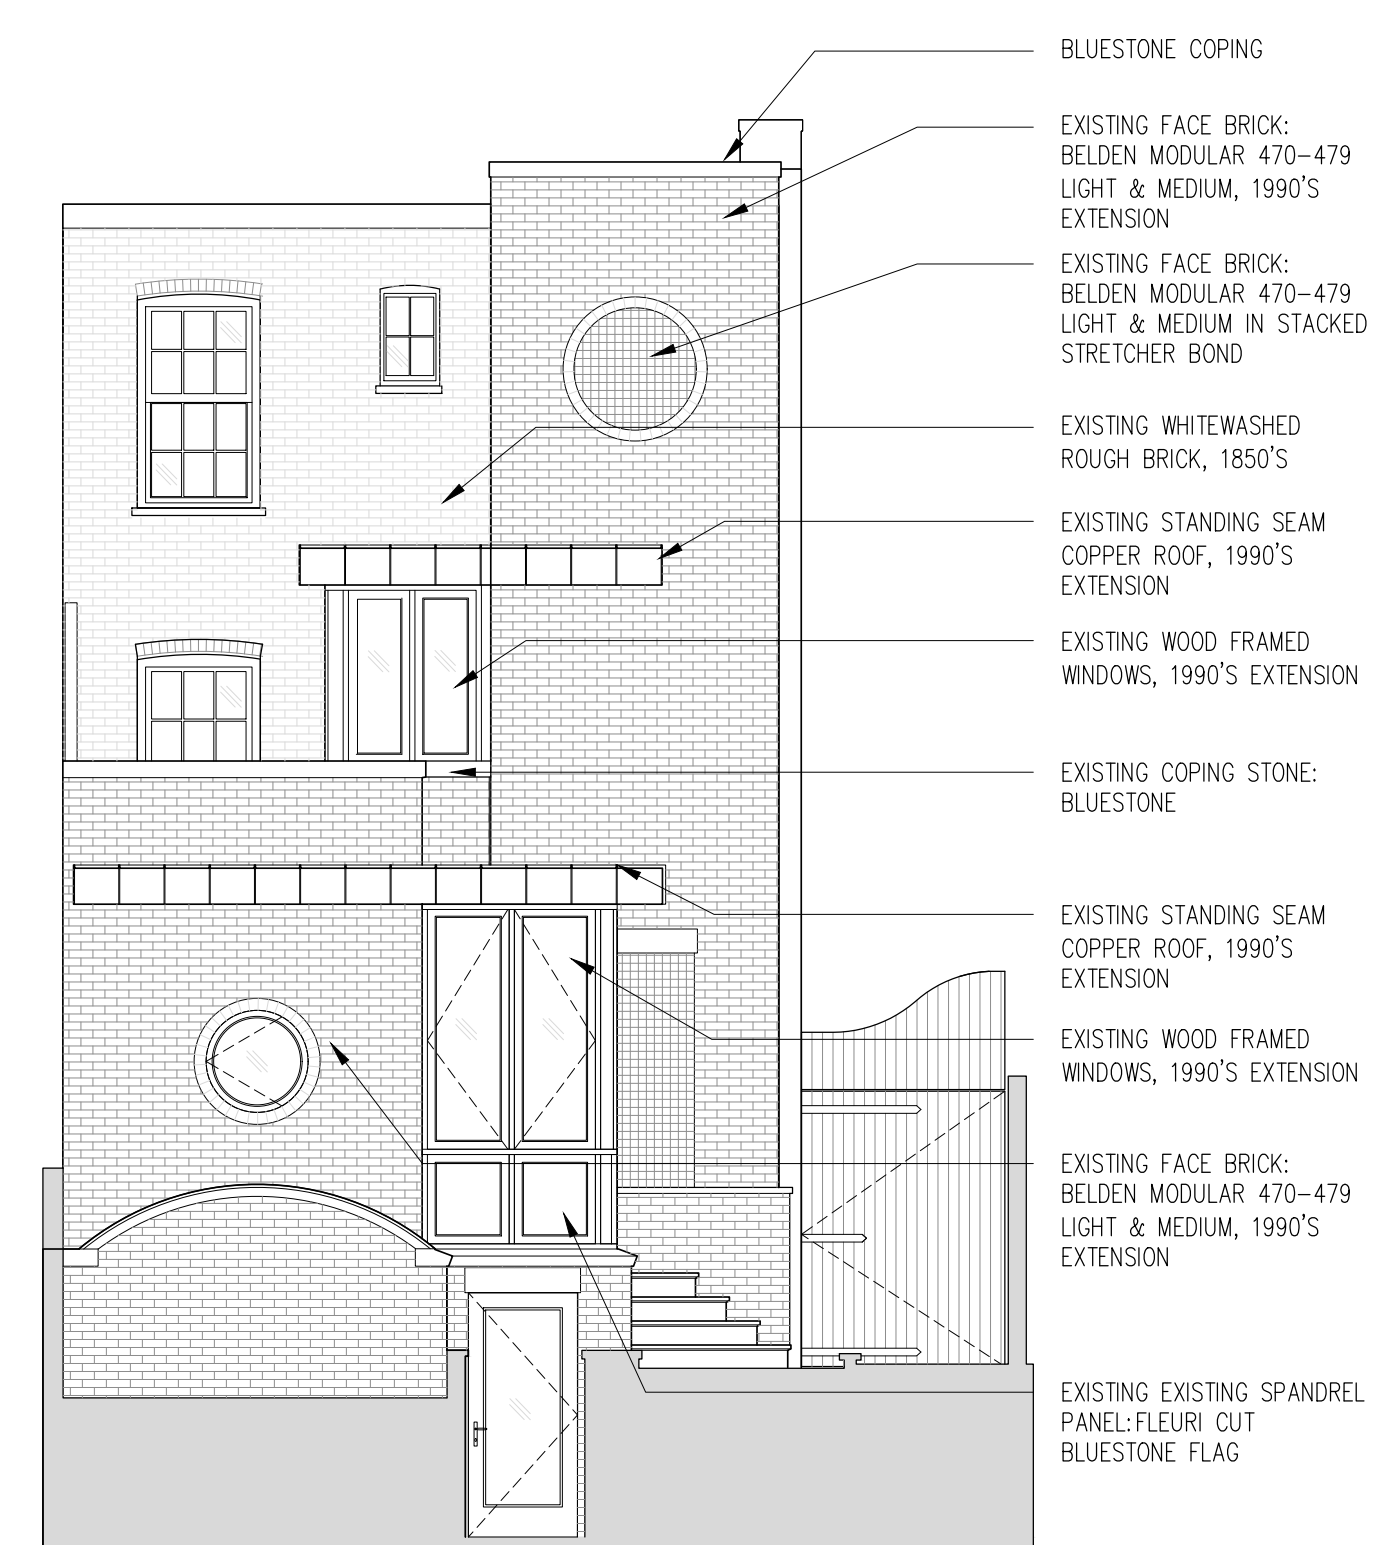 BLUESTONE COPING
EXISTING FACE BRICK:
BELDEN MODULAR 470-479
LIGHT & MEDIUM, 1990'S
EXTENSION
EXISTING FACE BRICK:
BELDEN MODULAR 470-479
LIGHT & MEDIUM IN STACKED
STRETCHER BOND
EXISTING WHITEWASHED
ROUGH BRICK, 1850'S
EXISTING STANDING SEAM
COPPER ROOF, 1990'S
EXTENSION
EXISTING WOOD FRAMED
WINDOWS, 1990'S EXTENSION
EXISTING COPING STONE:
BLUESTONE
EXISTING STANDING SEAM
COPPER ROOF, 1990'S
EXTENSION
EXISTING WOOD FRAMED
WINDOWS, 1990'S EXTENSION
EXISTING FACE BRICK:
BELDEN MODULAR 470-479
LIGHT & MEDIUM, 1990'S
EXTENSION
EXISTING EXISTING SPANDREL
PANEL:FLEURI CUT
BLUESTONE FLAG